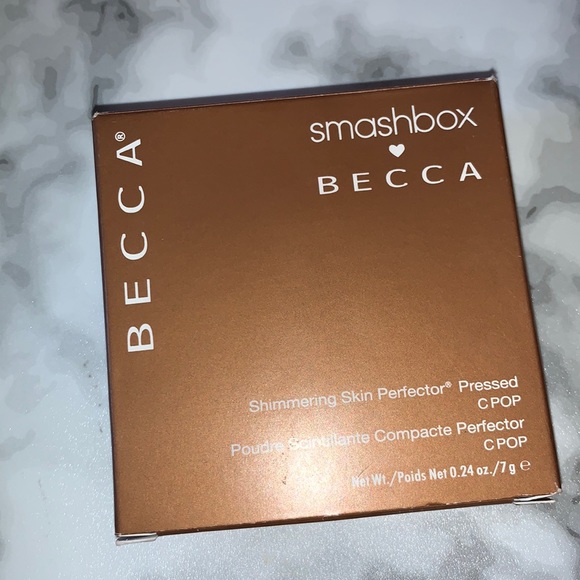 BECCA®
smashbox
♥
BECCA
Shimmering Skin Perfector® Pressed
C POP
Poudre Scintillante Compacte Perfector
C POP
Net Wt./Poids Net 0.24 oz./7 g ℮